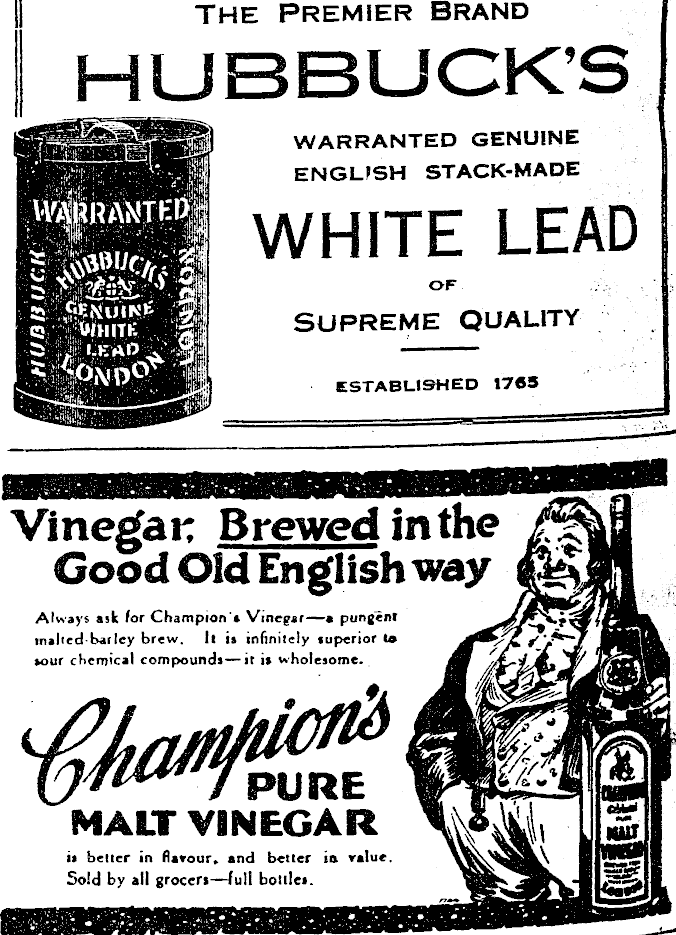 THE PREMIER BRAND
HUBBUCK'S
WARRANTED GENUINE
ENGLISH STACK-MADE
WHITE LEAD
OF
SUPREME QUALITY
ESTABLISHED 1765
WARRANTED
HUBBUCK
HUBBUCK'S
GENUINE
WHITE
LEAD
LONDON
LONDON
Vinegar, Brewed in the
Good Old English way
Always ask for Champion's Vinegar—a pungent
malted-barley brew. It is infinitely superior to
sour chemical compounds—it is wholesome.
Champion's
PURE
MALT VINEGAR
is better in flavour, and better in value.
Sold by all grocers—full bottles.
CHAMPION'S
PURE
MALT
VINEGAR
LONDON